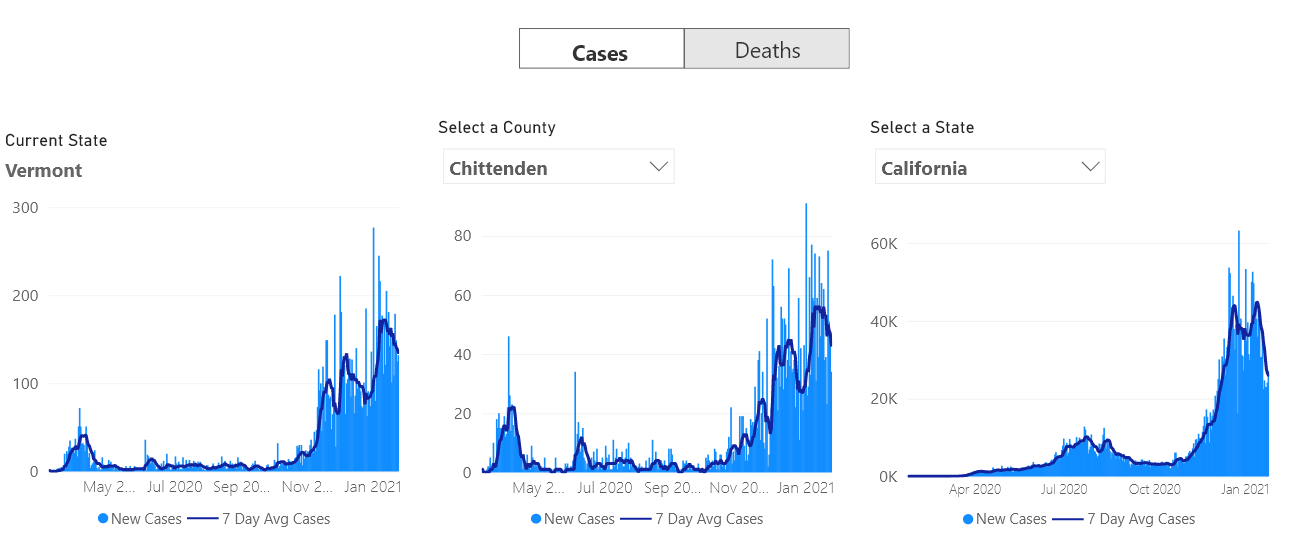 Cases Deaths
Current State
Vermont
300
200
100
0
May 2... Jul 2020 Sep 20... Nov 2... Jan 2021
New Cases 7 Day Avg Cases
Select a County
Chittenden
80
60
40
20
0
May 2... Jul 2020 Sep 20... Nov 20... Jan 2021
New Cases 7 Day Avg Cases
Select a State
California
60K
40K
20K
0K
Apr 2020 Jul 2020 Oct 2020 Jan 2021
New Cases 7 Day Avg Cases